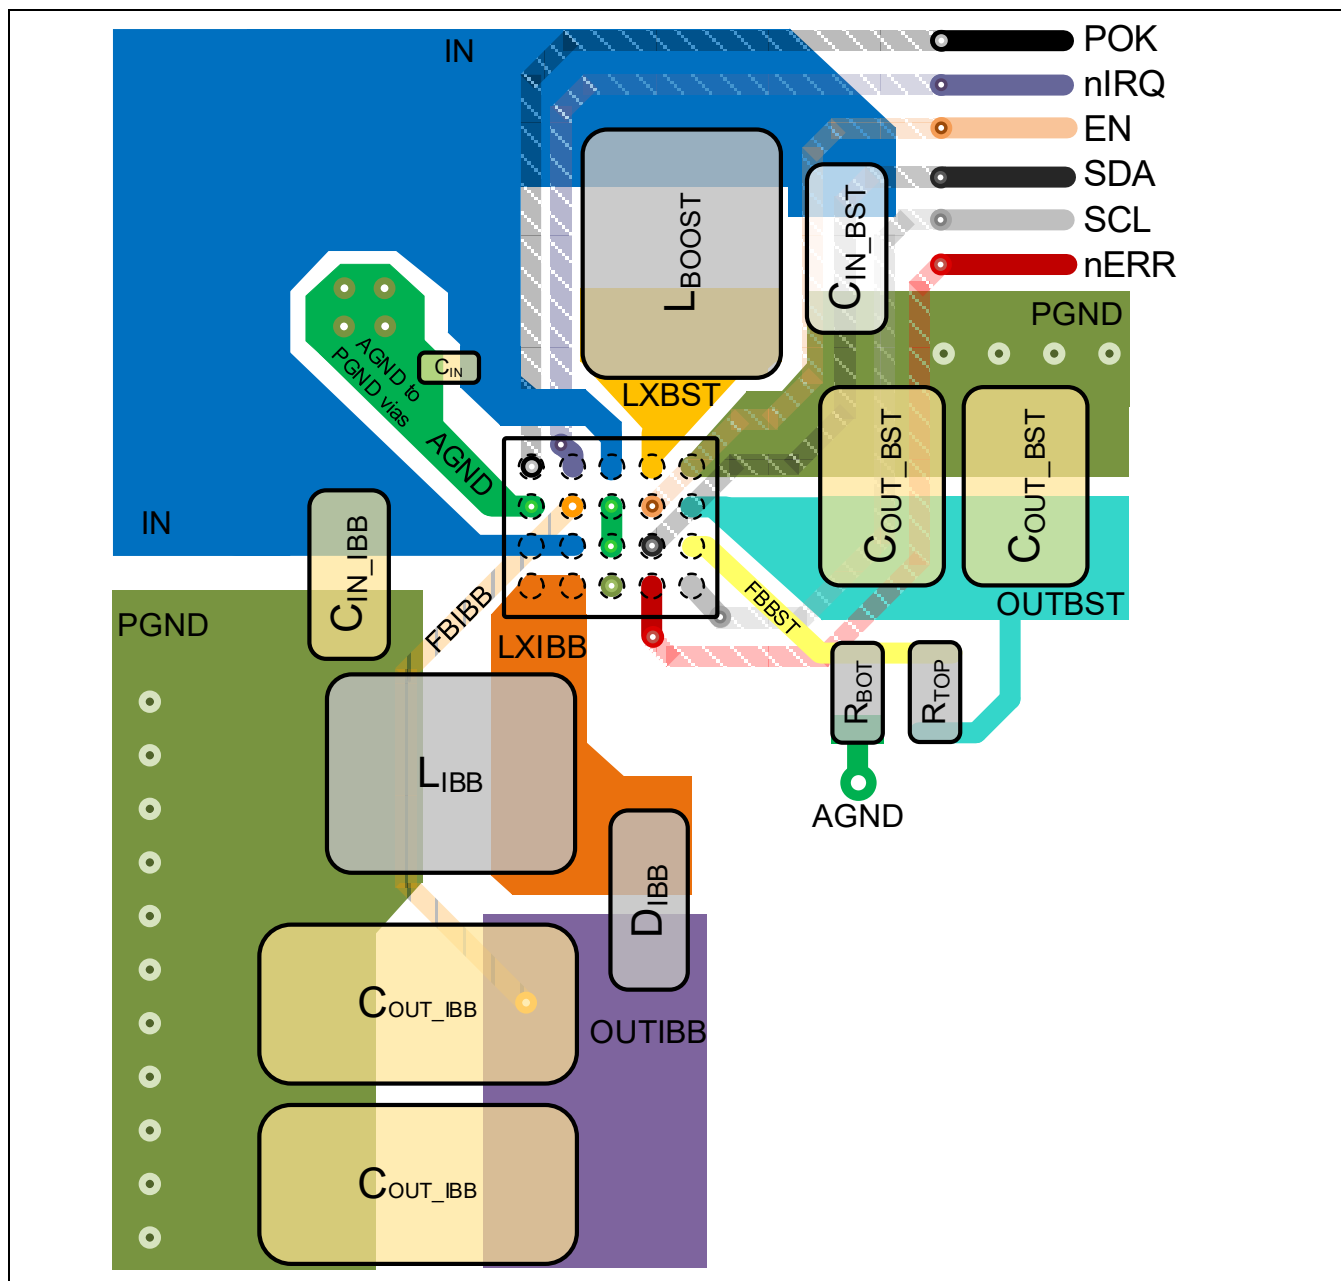 IN
POK
nIRQ
EN
SDA
SCL
nERR
LBOOST
CIN_BST
PGND
AGND to
PGND vias
CIN
LXBST
AGND
COUT_BST
COUT_BST
IN
CIN_IBB
PGND
FBIBB
LXIBB
FBBST
OUTBST
RBOT
RTOP
LIBB
AGND
DIBB
COUT_IBB
OUTIBB
COUT_IBB